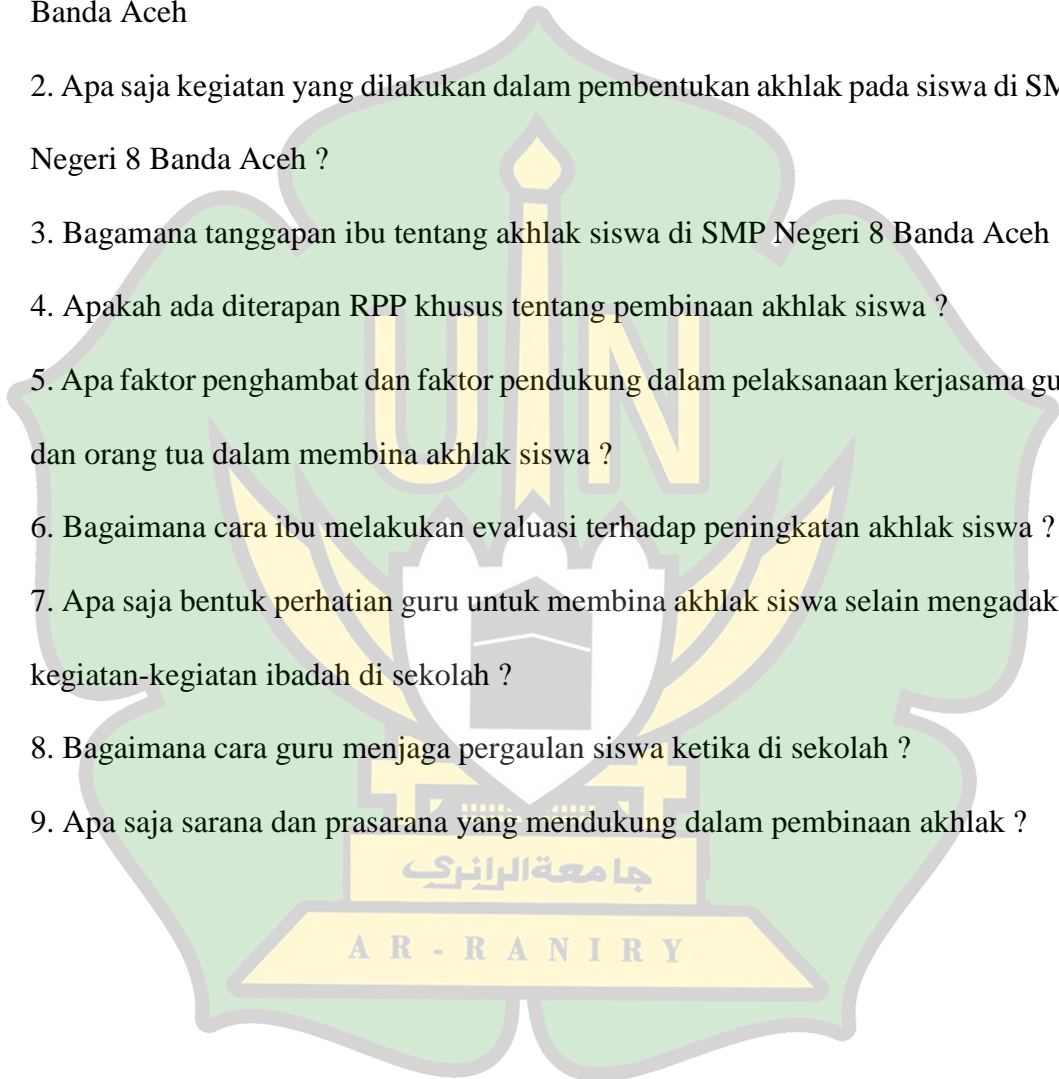 Banda Aceh
2. Apa saja kegiatan yang dilakukan dalam pembentukan akhlak pada siswa di
Negeri 8 Banda Aceh ?
3. Bagamana tanggapan ibu tentang akhlak siswa di SMP Negeri 8 Banda Aceh
4. Apakah ada diterapan RPP khusus tentang pembinaan akhlak siswa ?
5. Apa faktor penghambat dan faktor pendukung dalam pelaksanaan kerjasama
dan orang tua dalam membina akhlak siswa ?
6. Bagaimana cara ibu melakukan evaluasi terhadap peningkatan akhlak siswa ?
7. Apa saja bentuk perhatian guru untuk membina akhlak siswa selain
kegiatan-kegiatan ibadah di sekolah ?
8. Bagaimana cara guru menjaga pergaulan siswa ketika di sekolah ?
9. Apa saja sarana dan prasarana yang mendukung dalam pembinaan akhlak ?
UIN
جامعةالرانري
AR-RANIRY